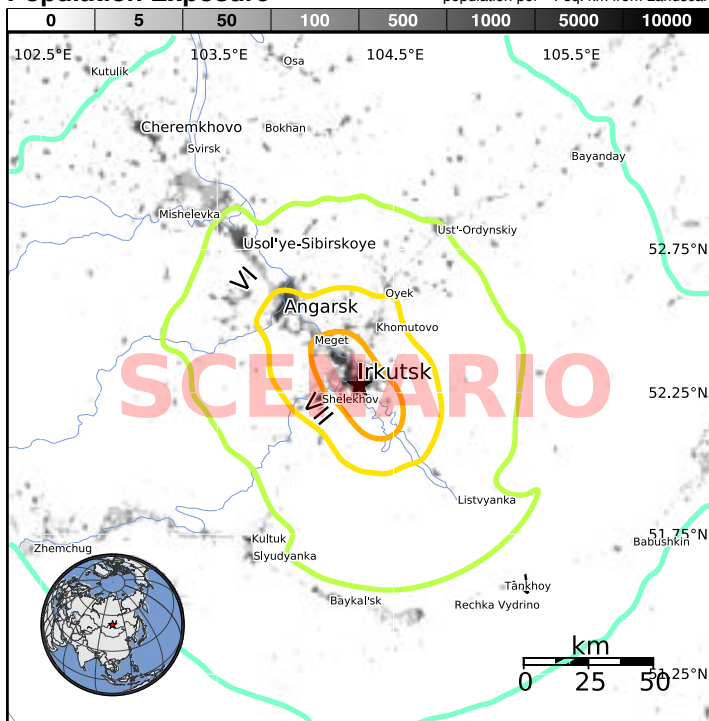 Population Exposure
population per ~1 sq. km from Landscan
0 5 50 100 500 1000 5000 10000
102.5°E 103.5°E 104.5°E 105.5°E
Osa
Kutulik
Cheremkhovo
Bokhan
Svirsk
Bayanday
Mishelevka
Ust'-Ordynskiy
Usol'ye-Sibirskoye
52.75°N
VI
Oyek
Angarsk
Khomutovo
Meget
Irkutsk
SCENARIO
52.25°N
Shelekhov
VII
Listvyanka
51.75°N
Kultuk
Babushkin
Zhemchug
Slyudyanka
Tankhoy
I
Baykal'sk
Rechka Vydrino
km
51.25°N
0 25 50